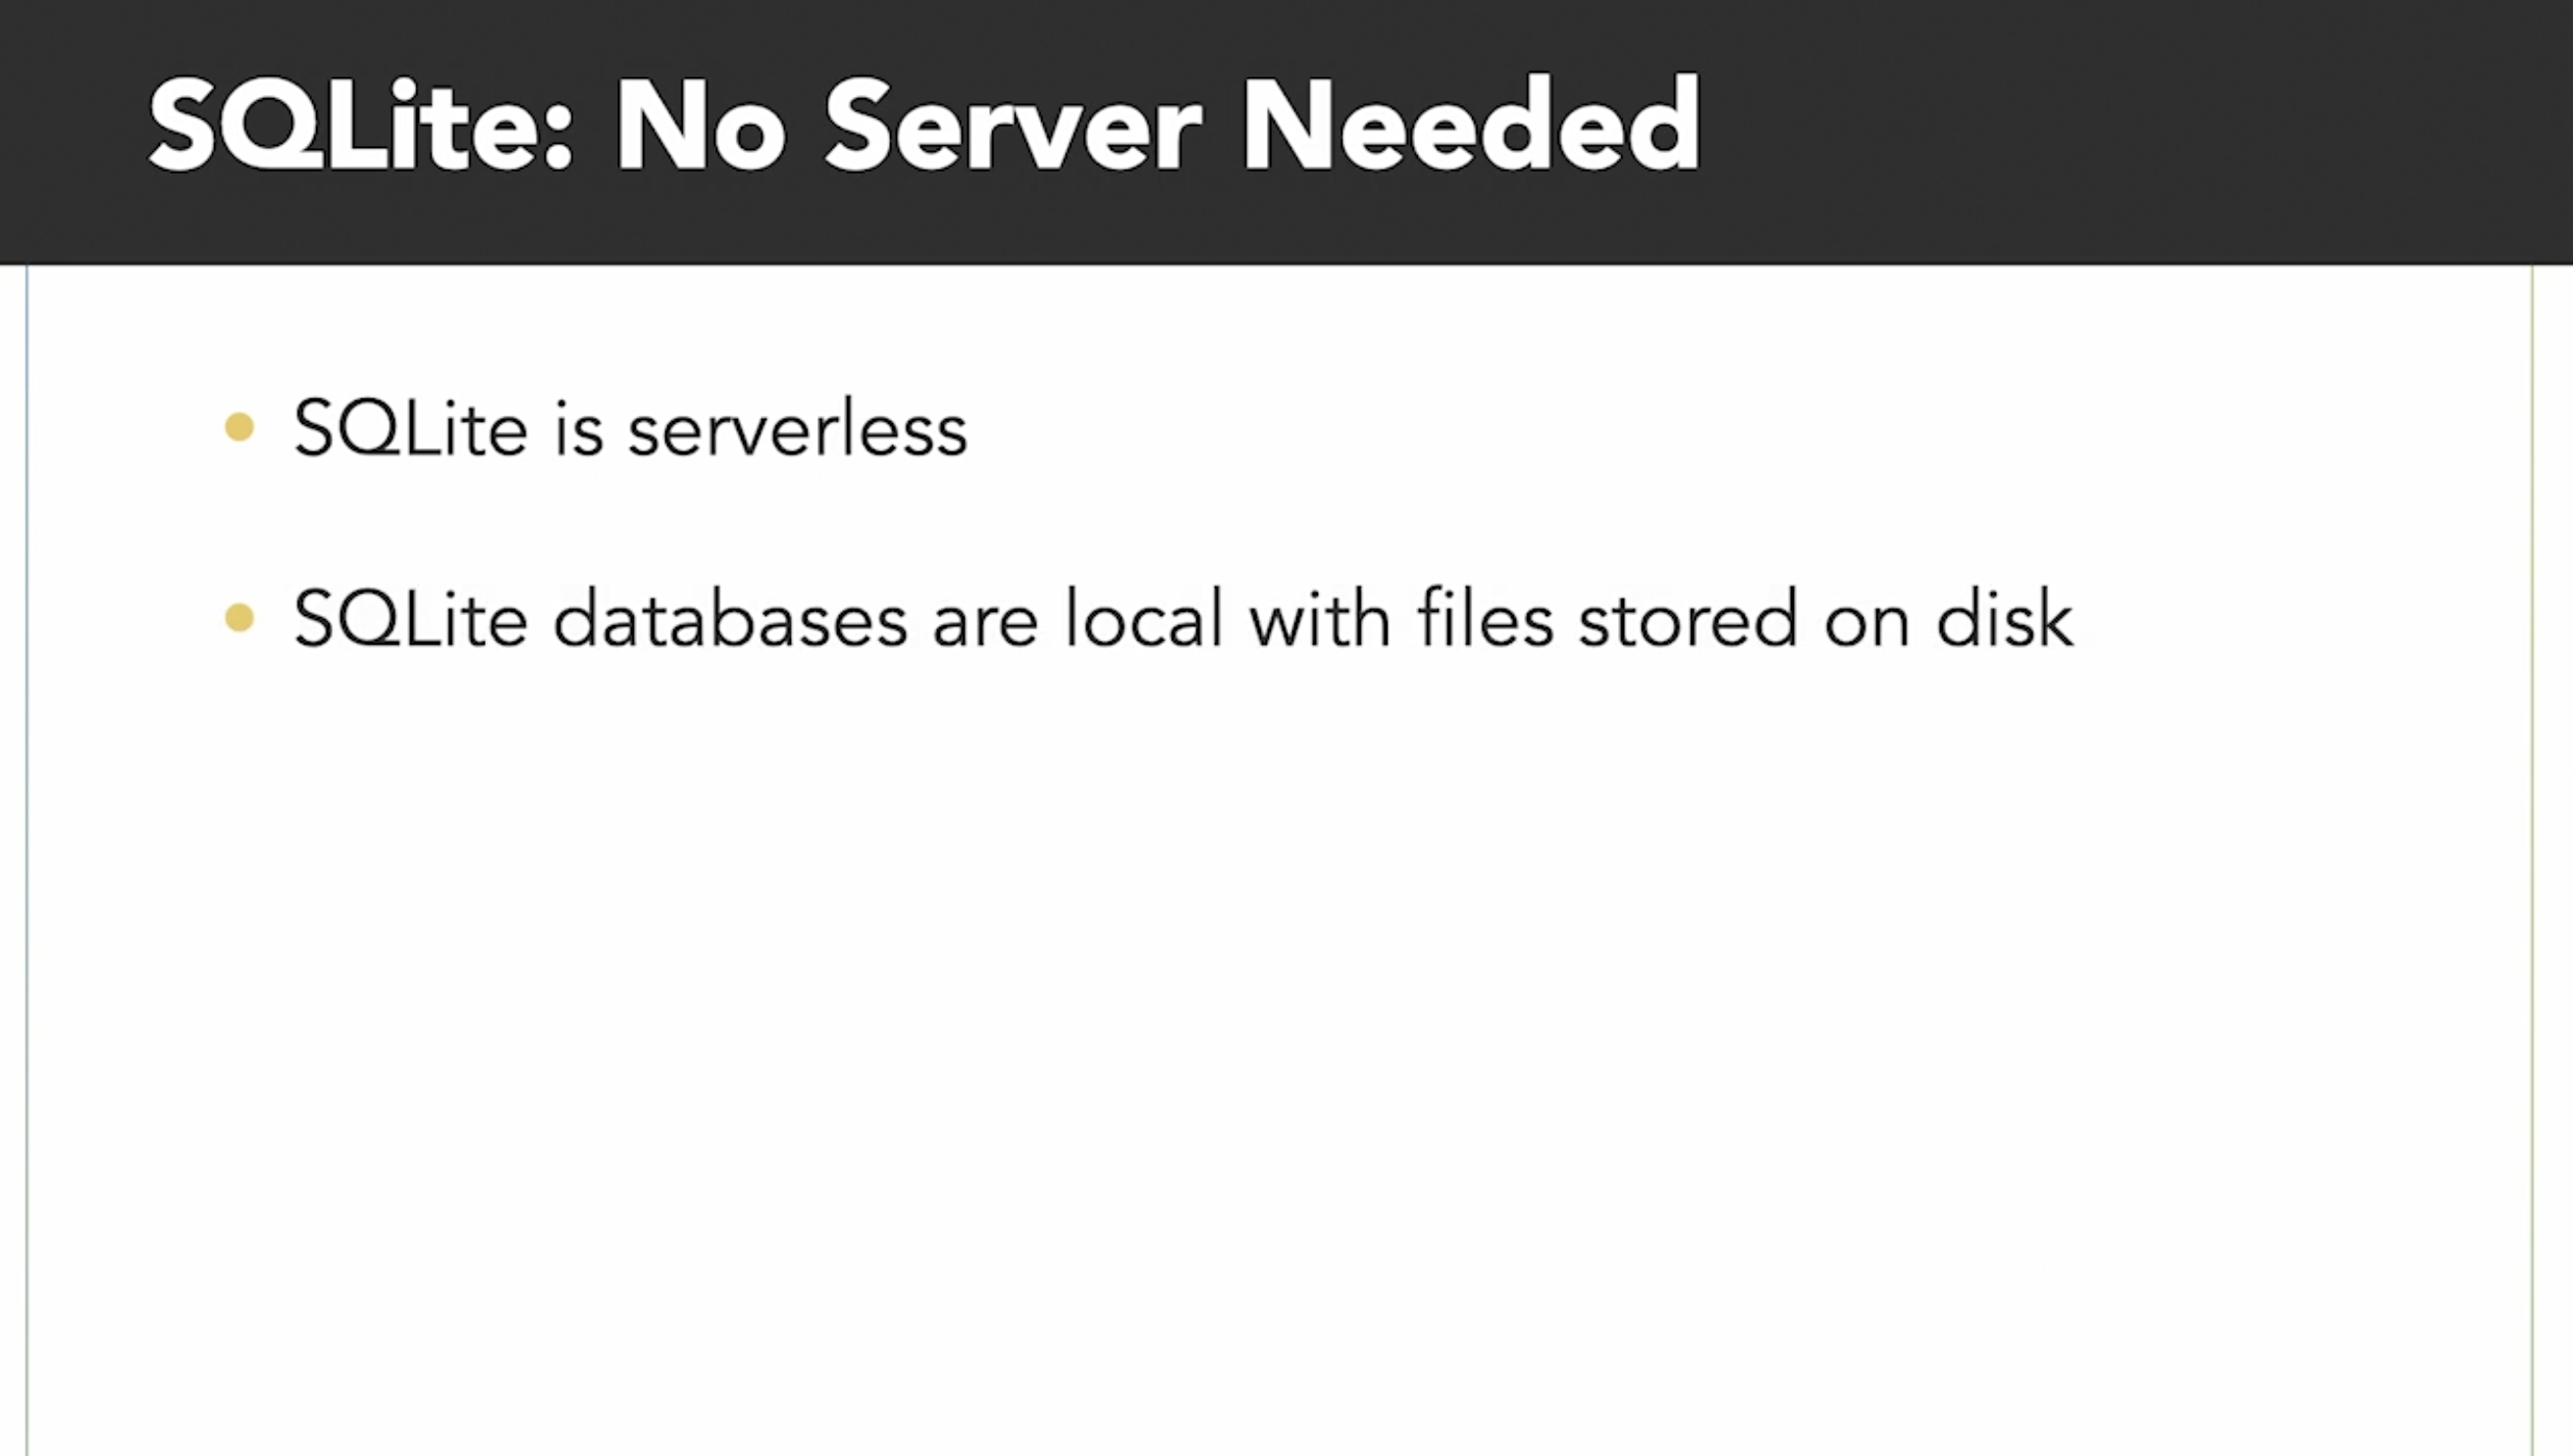 SQLite: No Server Needed
SQLite is serverless
SQLite databases are local with files stored on disk